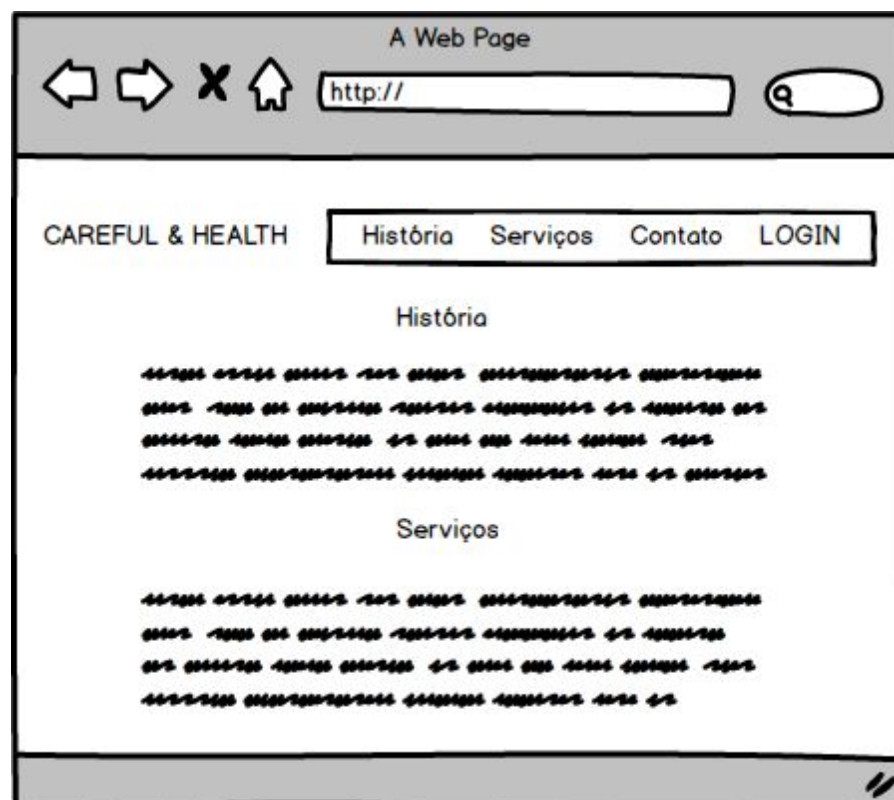 A Web Page
http://
CAREFUL & HEALTH História Serviços Contato LOGIN
História
Serviços